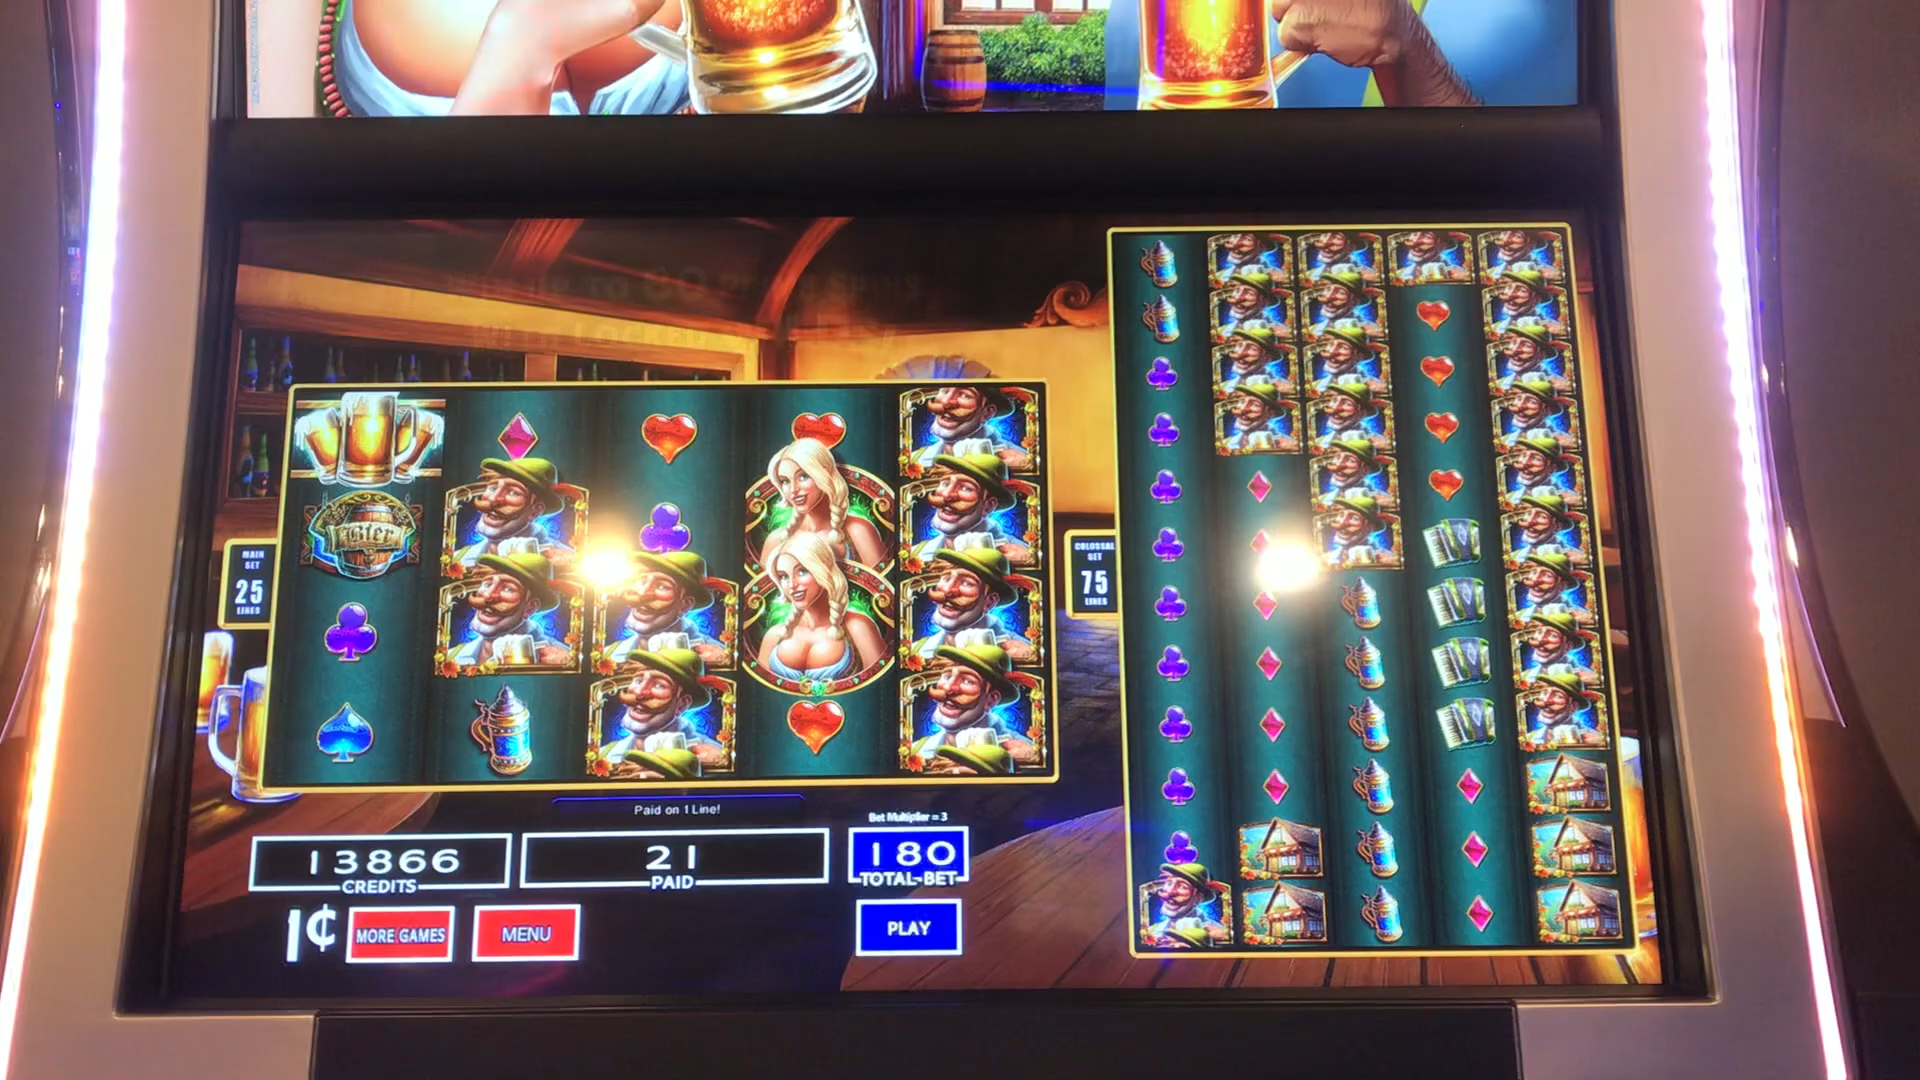 Bier
MAIN
SET
25
LINES
COLOSSAL
SET
75
LINES
Paid on 1 Line!
Bet Multiplier = 3
13866
CREDITS
21
PAID
180
TOTAL BET
1¢
MORE GAMES
MENU
PLAY